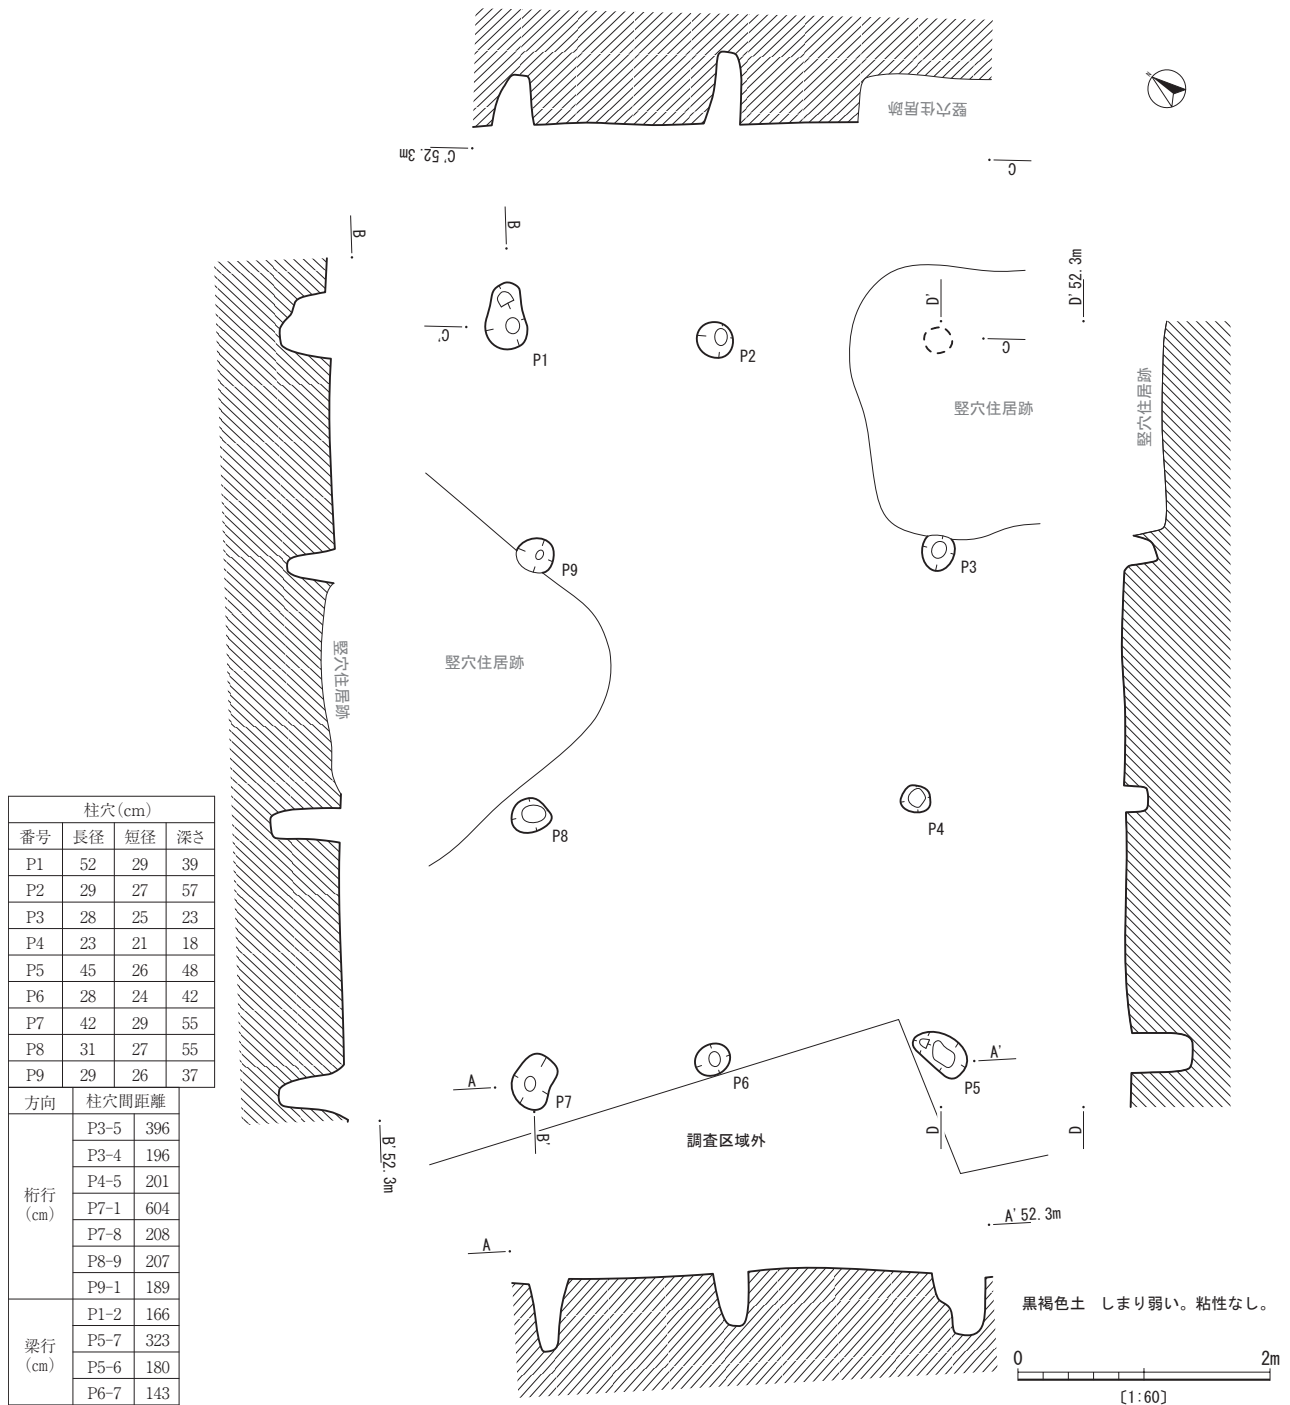 竪穴住居跡
C' 52.3m
C
B
B
D' 52.3m
D'
C'
C
P1
P2
竪穴住居跡
竪穴住居跡
P9
P3
竪穴住居跡
竪穴住居跡
P8
P4
柱穴(cm)
番号 長径 短径 深さ
P1 52 29 39
P2 29 27 57
P3 28 25 23
P4 23 21 18
P5 45 26 48
P6 28 24 42
P7 42 29 55
P8 31 27 55
P9 29 26 37
方向 柱穴間距離
桁行(cm)
P3-5 396
P3-4 196
P4-5 201
P7-1 604
P7-8 208
P8-9 207
P9-1 189
梁行(cm)
P1-2 166
P5-7 323
P5-6 180
P6-7 143
A
A'
P7
P6
P5
B'
B' 52.3m
調査区域外
D
D
A
A' 52.3m
黒褐色土 しまり弱い。粘性なし。
0 2m
〔1:60〕